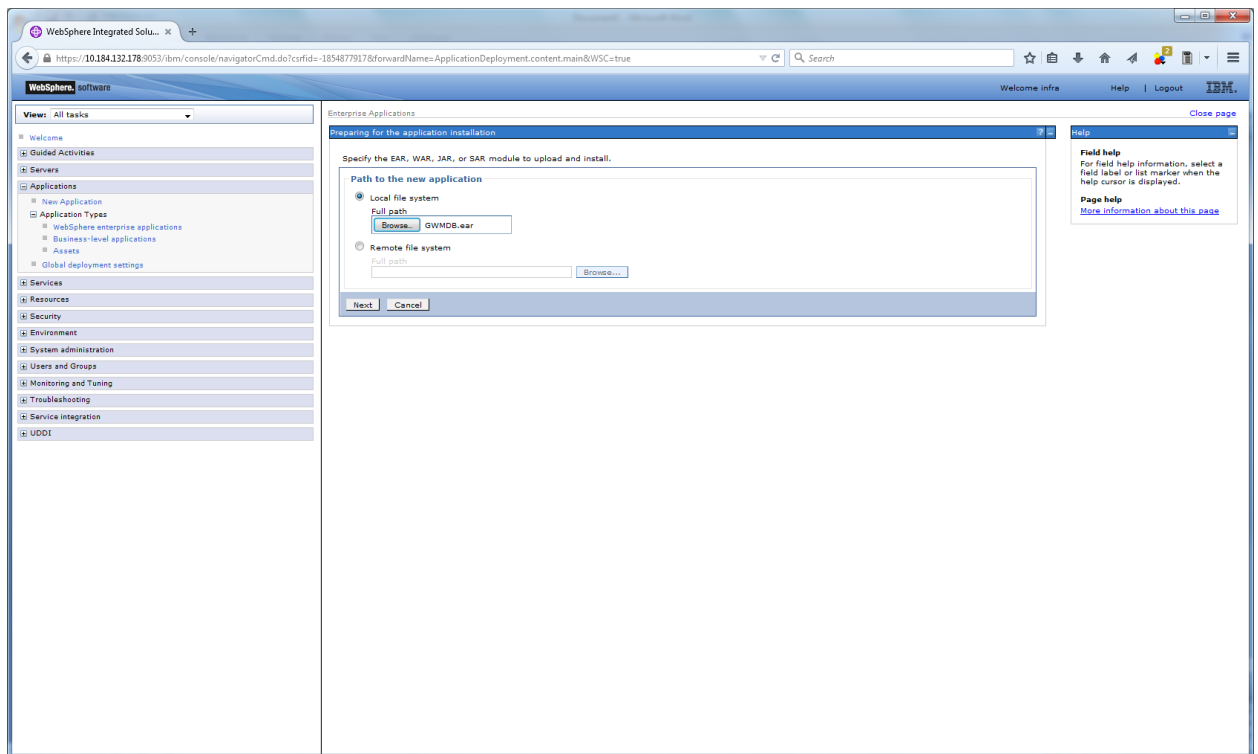 WebSphere Integrated Solu...
https://10.184.132.178:9053/ibm/console/navigatorCmd.do?csrfid=-1854877917&forwardName=ApplicationDeployment.content.main&WSC=true
Search
2
WebSphere. software
Welcome infra
Help | Logout
IBM.
View: All tasks
Welcome
Guided Activities
Servers
Applications
New Application
Application Types
WebSphere enterprise applications
Business-level applications
Assets
Global deployment settings
Services
Resources
Security
Environment
System administration
Users and Groups
Monitoring and Tuning
Troubleshooting
Service integration
UDDI
Enterprise Applications
Close page
Preparing for the application installation
?
Specify the EAR, WAR, JAR, or SAR module to upload and install.
Path to the new application
Local file system
Full path
Browse... GWMDB.ear
Remote file system
Full path
Browse...
Next Cancel
Help
Field help
For field help information, select a
field label or list marker when the
help cursor is displayed.
Page help
More information about this page